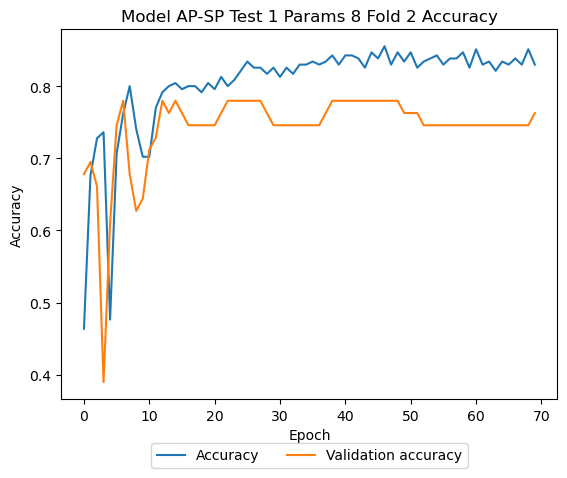 Model AP-SP Test 1 Params 8 Fold 2 Accuracy
Accuracy
0.8
0.7
0.6
0.5
0.4
0 10 20 30 40 50 60 70
Epoch
Accuracy Validation accuracy